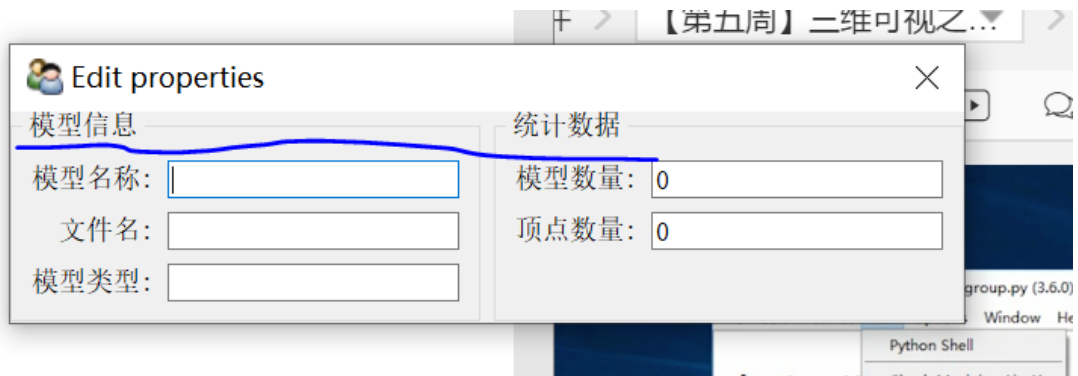 【第五周】三维可视之...
Edit properties
模型信息
统计数据
模型名称:
模型数量: 0
文件名:
顶点数量: 0
模型类型:
group.py (3.6.0)
Window He
Python Shell